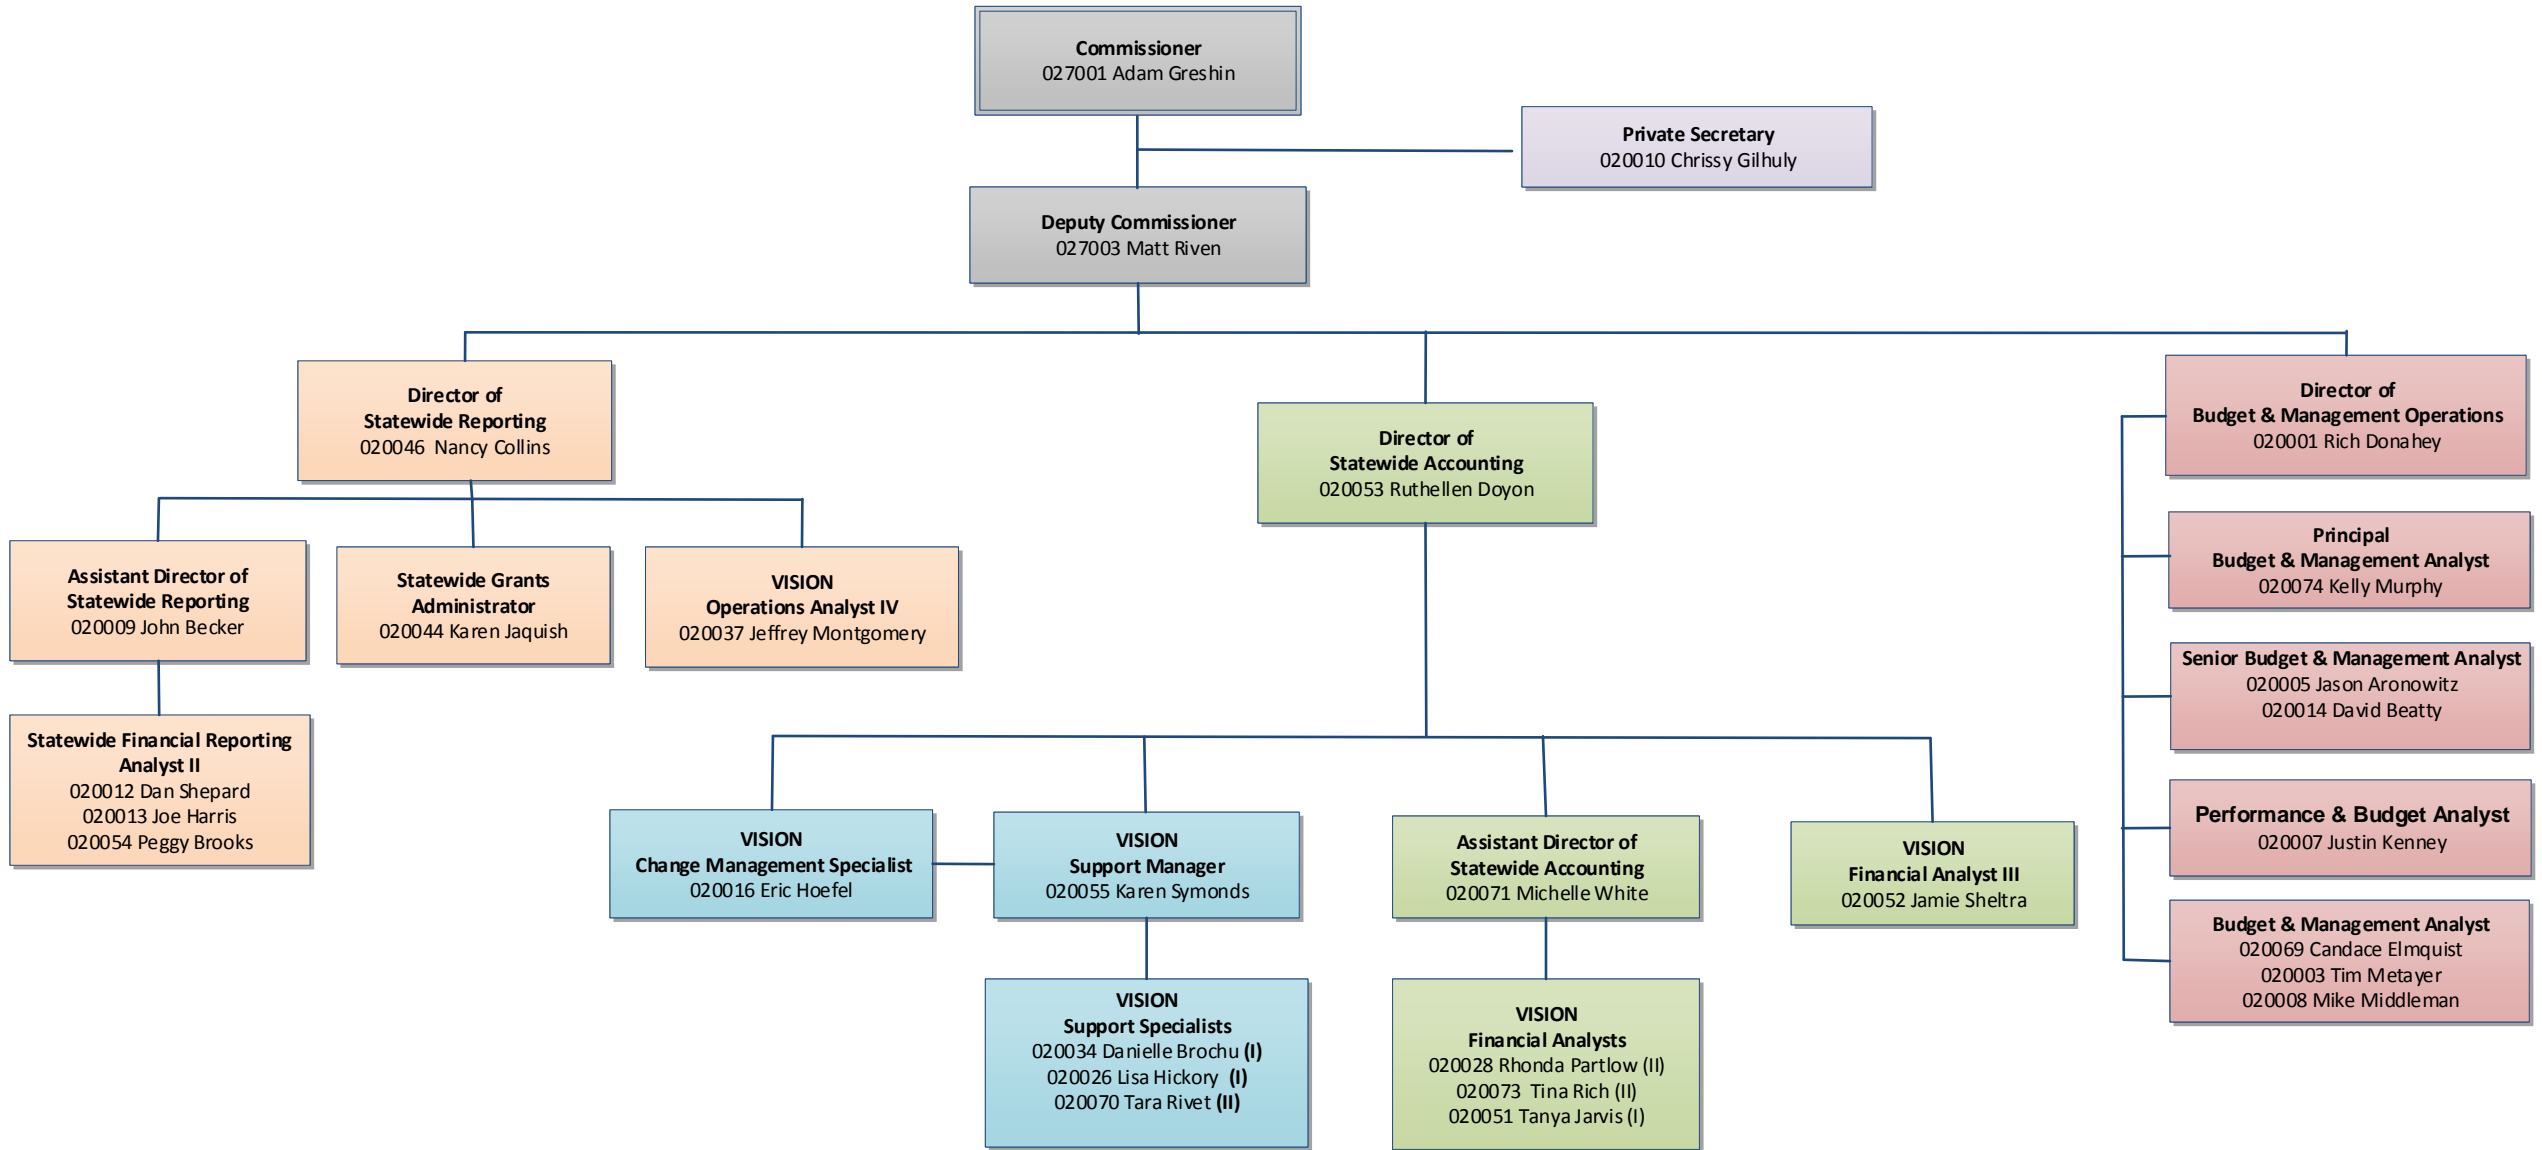 Commissioner
027001 Adam Greshin
Private Secretary
020010 Chrissy Gilhuly
Deputy Commissioner
027003 Matt Riven
Director of
Statewide Reporting
020046 Nancy Collins
Director of
Statewide Accounting
020053 Ruthellen Doyon
Director of
Budget & Management Operations
020001 Rich Donahey
Assistant Director of
Statewide Reporting
020009 John Becker
Statewide Grants
Administrator
020044 Karen Jaquish
VISION
Operations Analyst IV
020037 Jeffrey Montgomery
Principal
Budget & Management Analyst
020074 Kelly Murphy
Senior Budget & Management Analyst
020005 Jason Aronowitz
020014 David Beatty
Statewide Financial Reporting
Analyst II
020012 Dan Shepard
020013 Joe Harris
020054 Peggy Brooks
VISION
Change Management Specialist
020016 Eric Hoefel
VISION
Support Manager
020055 Karen Symonds
Assistant Director of
Statewide Accounting
020071 Michelle White
VISION
Financial Analyst III
020052 Jamie Sheltra
Performance & Budget Analyst
020007 Justin Kenney
Budget & Management Analyst
020069 Candace Elmquist
020003 Tim Metayer
020008 Mike Middleman
VISION
Support Specialists
020034 Danielle Brochu (I)
020026 Lisa Hickory (I)
020070 Tara Rivet (II)
VISION
Financial Analysts
020028 Rhonda Partlow (II)
020073 Tina Rich (II)
020051 Tanya Jarvis (I)